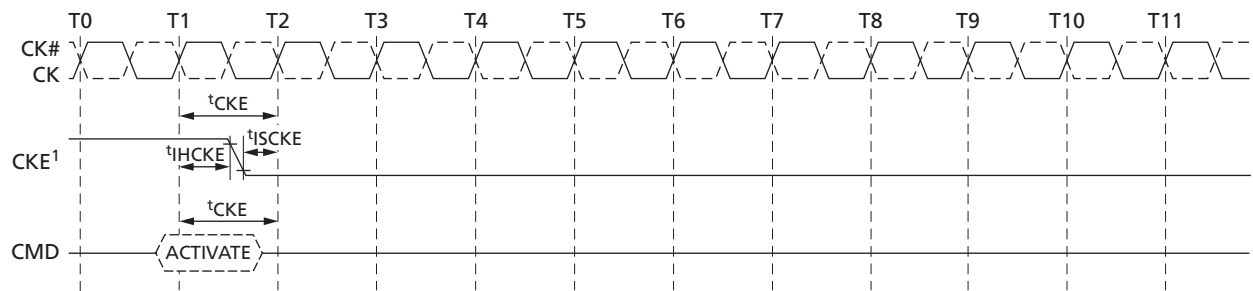 T0 T1 T2 T3 T4 T5 T6 T7 T8 T9 T10 T11
CK#
CK
tCKE
tISCKE
CKE1
tIHCKE
tCKE
CMD
ACTIVATE